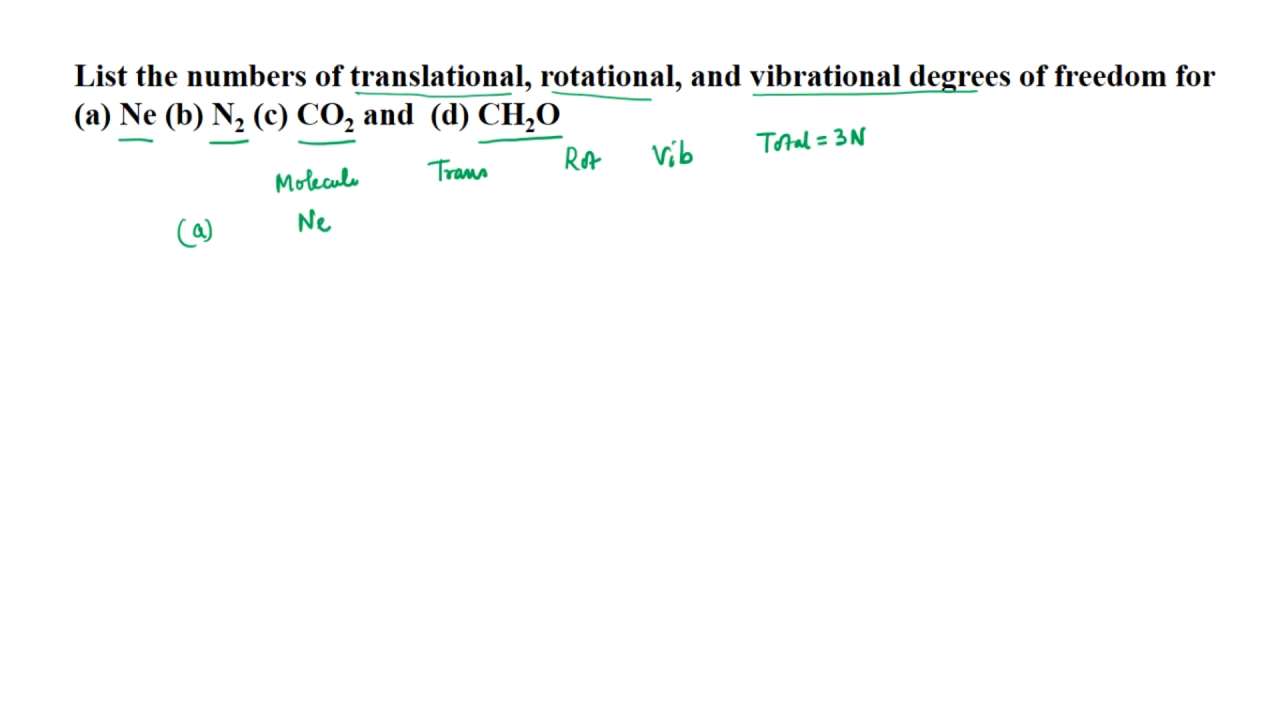 List the numbers of translational, rotational, and vibrational degrees of freedom for
(a) Ne (b) N₂ (c) CO₂ and (d) CH₂O
Molecule Trans Rot Vib Total = 3N
(a) Ne